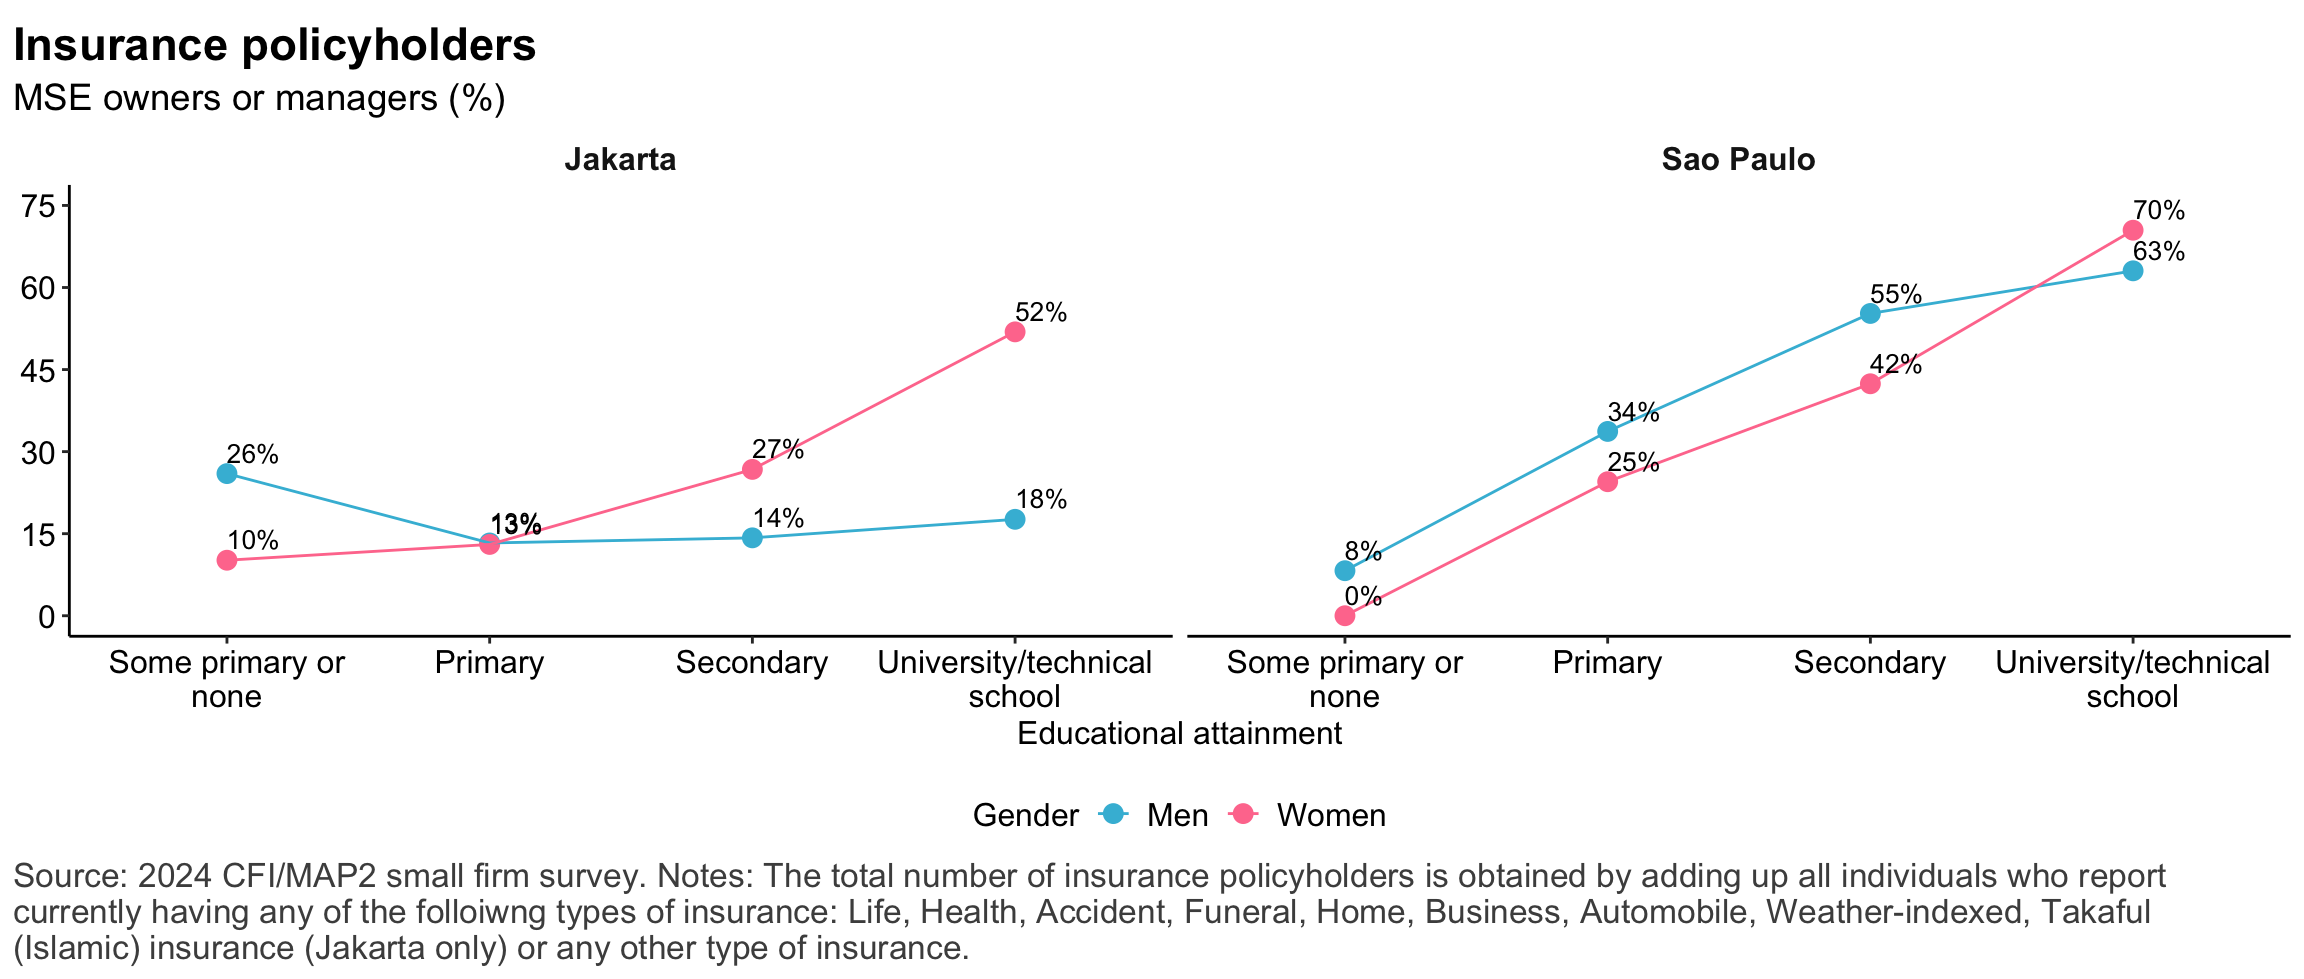 Insurance policyholders
MSE owners or managers (%)
Jakarta
Sao Paulo
75
60
45
30
15
0
26%
10%
13%
13%
27%
14%
52%
18%
8%
0%
34%
25%
55%
42%
70%
63%
Some primary or
none
Primary
Secondary
University/technical
school
Some primary or
none
Primary
Secondary
University/technical
school
Educational attainment
Gender Men Women
Source: 2024 CFI/MAP2 small firm survey. Notes: The total number of insurance policyholders is obtained by adding up all individuals who report
currently having any of the folloiwng types of insurance: Life, Health, Accident, Funeral, Home, Business, Automobile, Weather-indexed, Takaful
(Islamic) insurance (Jakarta only) or any other type of insurance.